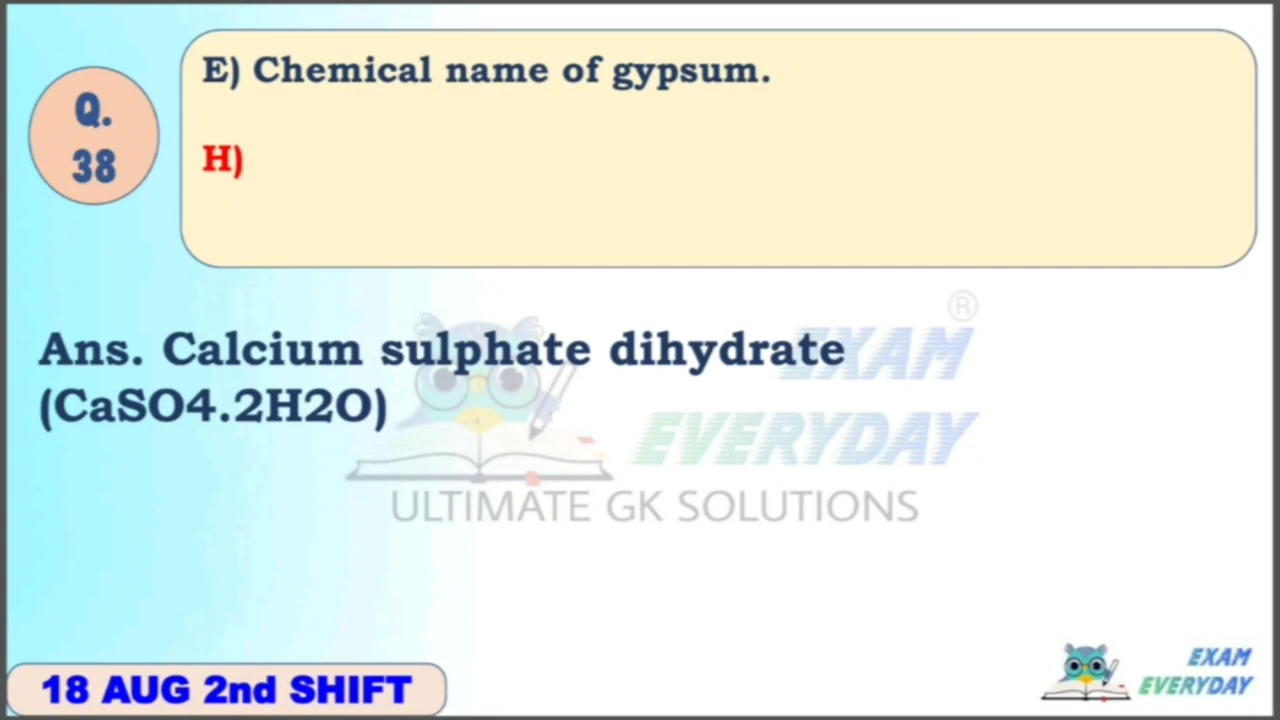 Q.
38
E) Chemical name of gypsum.
H)
Ans. Calcium sulphate dihydrate
(CaSO4.2H2O)
®
EXAM
EVERYDAY
ULTIMATE GK SOLUTIONS
18 AUG 2nd SHIFT
EXAM
EVERYDAY